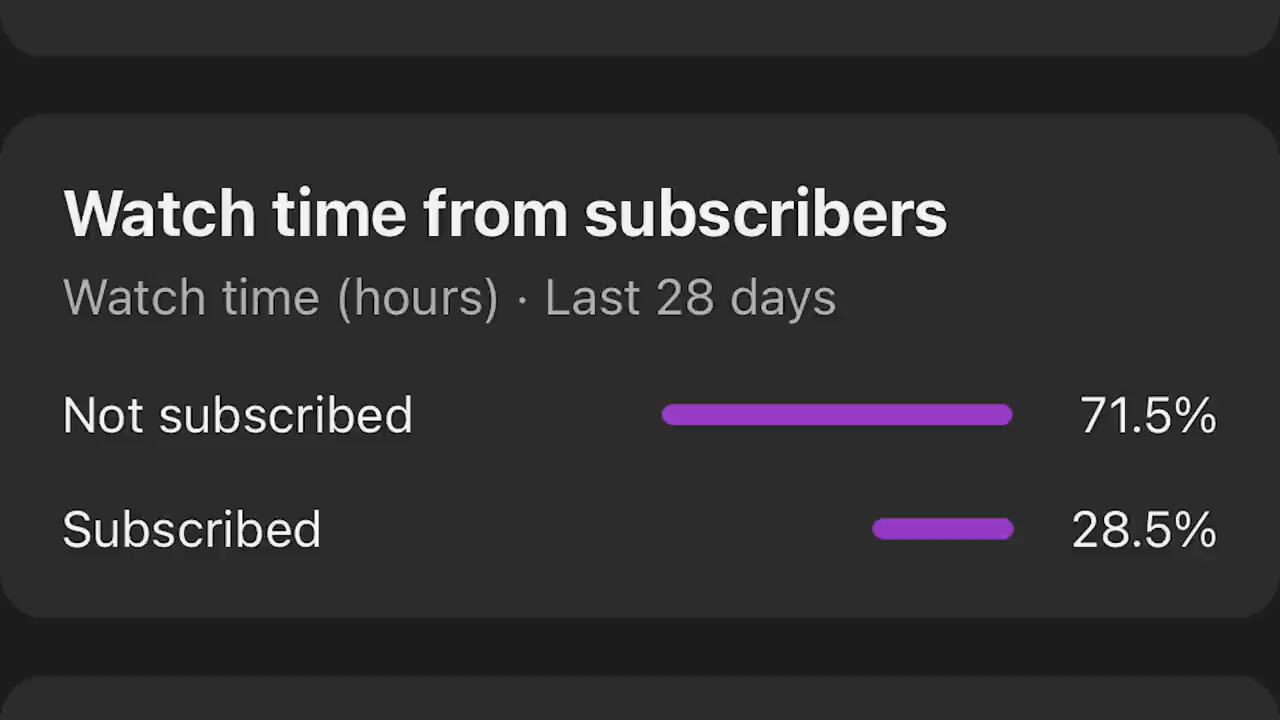 Watch time from subscribers
Watch time (hours) · Last 28 days
Not subscribed 71.5%
Subscribed 28.5%